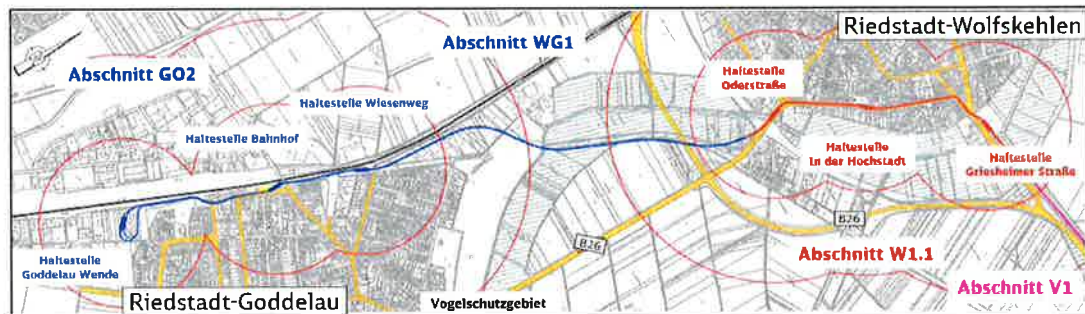 Riedstadt-Wolfskehlen
Abschnitt WG1
Abschnitt GO2
Haltestelle
Oderstraße
Haltestelle Wiesenweg
Haltestelle Bahnhof
Haltestelle
In der Hochstadt
Haltestelle
Griesheimer Straße
B26
B26
Haltestelle
Goddelau Wende
Abschnitt W1.1
Abschnitt V1
Riedstadt-Goddelau
Vogelschutzgebiet